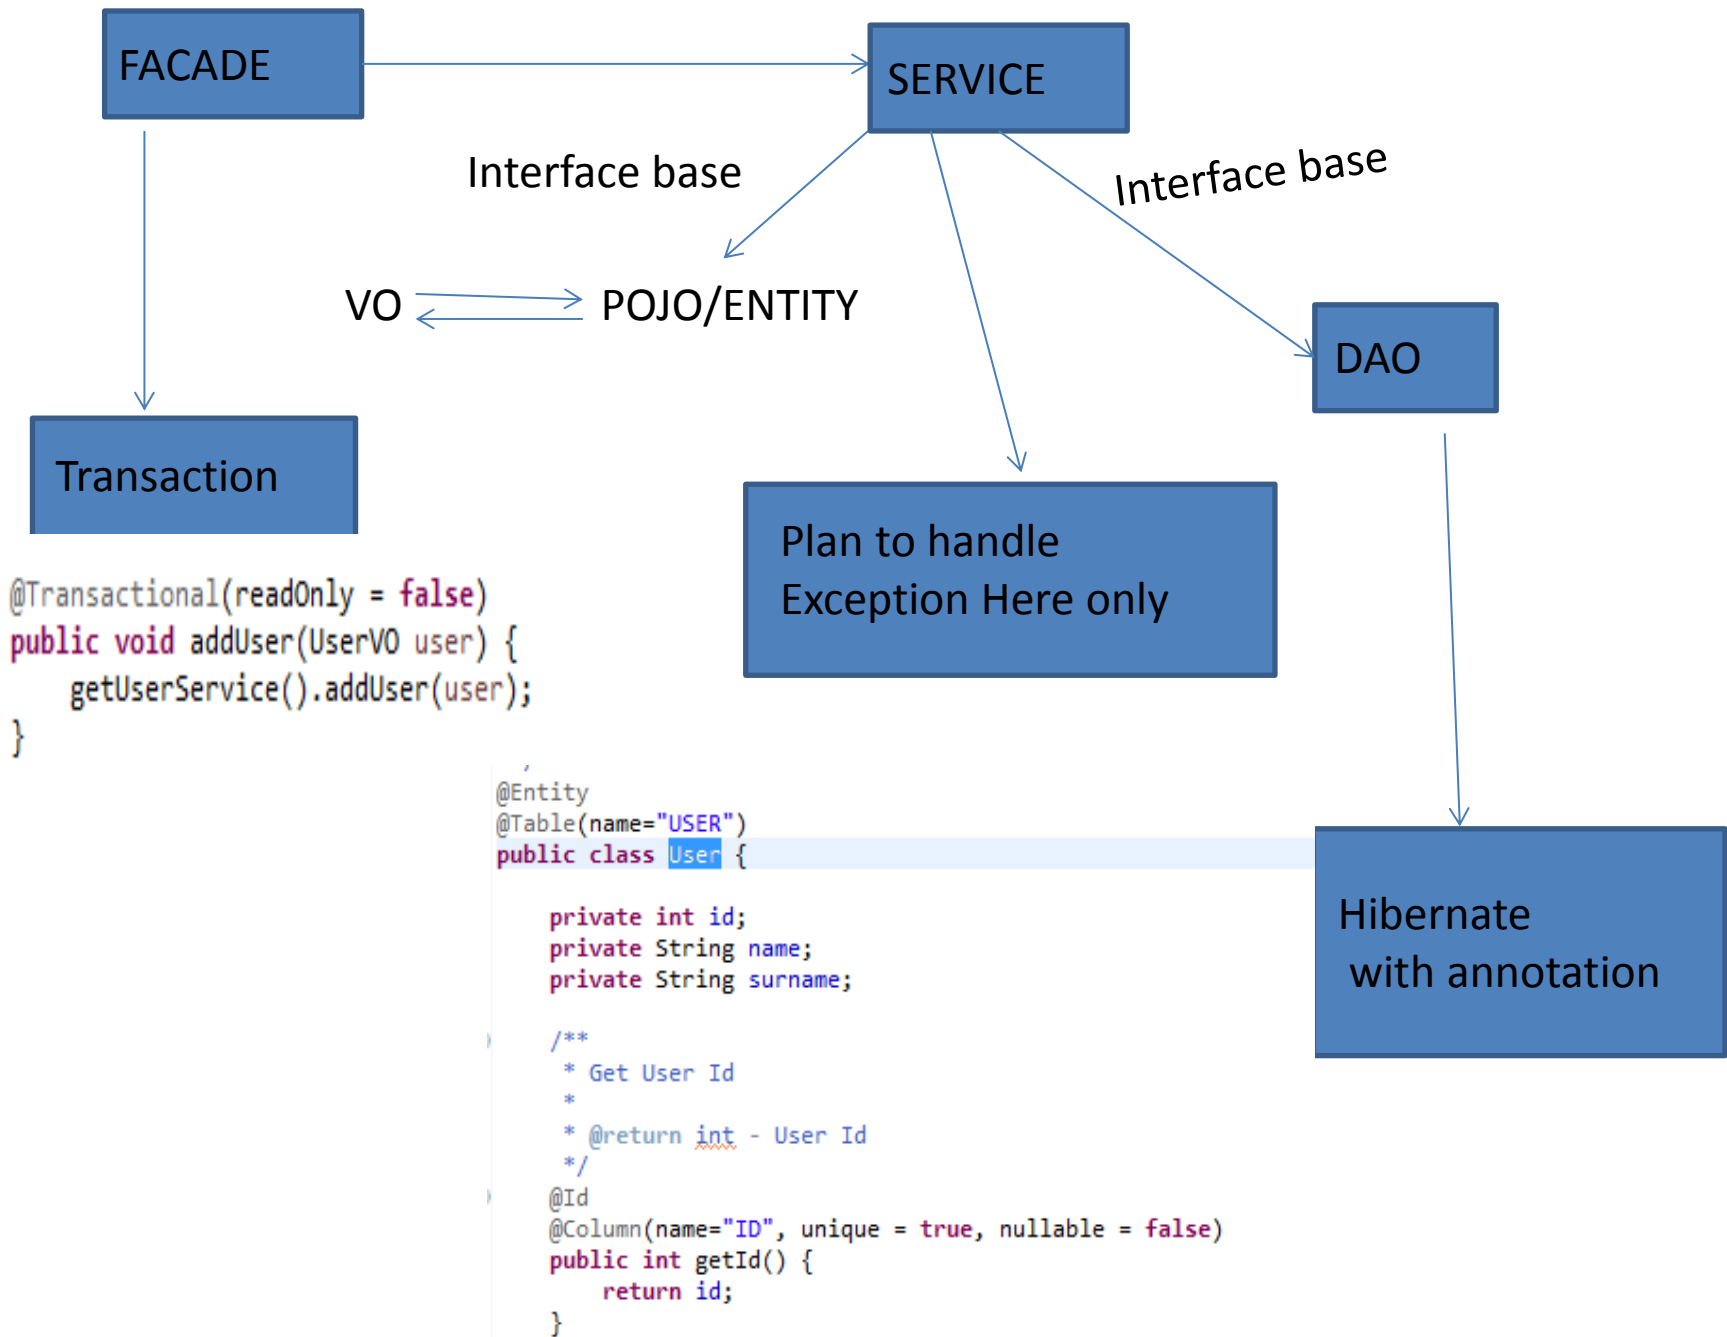 FACADE
SERVICE
Interface base
Interface base
VO
POJO/ENTITY
DAO
Transaction
Plan to handle
Exception Here only
@Transactional(readOnly = false)
public void addUser(UserVO user) {
    getUserService().addUser(user);
}
@Entity
@Table(name="USER")
public class User {
    private int id;
    private String name;
    private String surname;
    /**
     * Get User Id
     *
     * @return int - User Id
     */
    @Id
    @Column(name="ID", unique = true, nullable = false)
    public int getId() {
        return id;
    }
Hibernate
with annotation